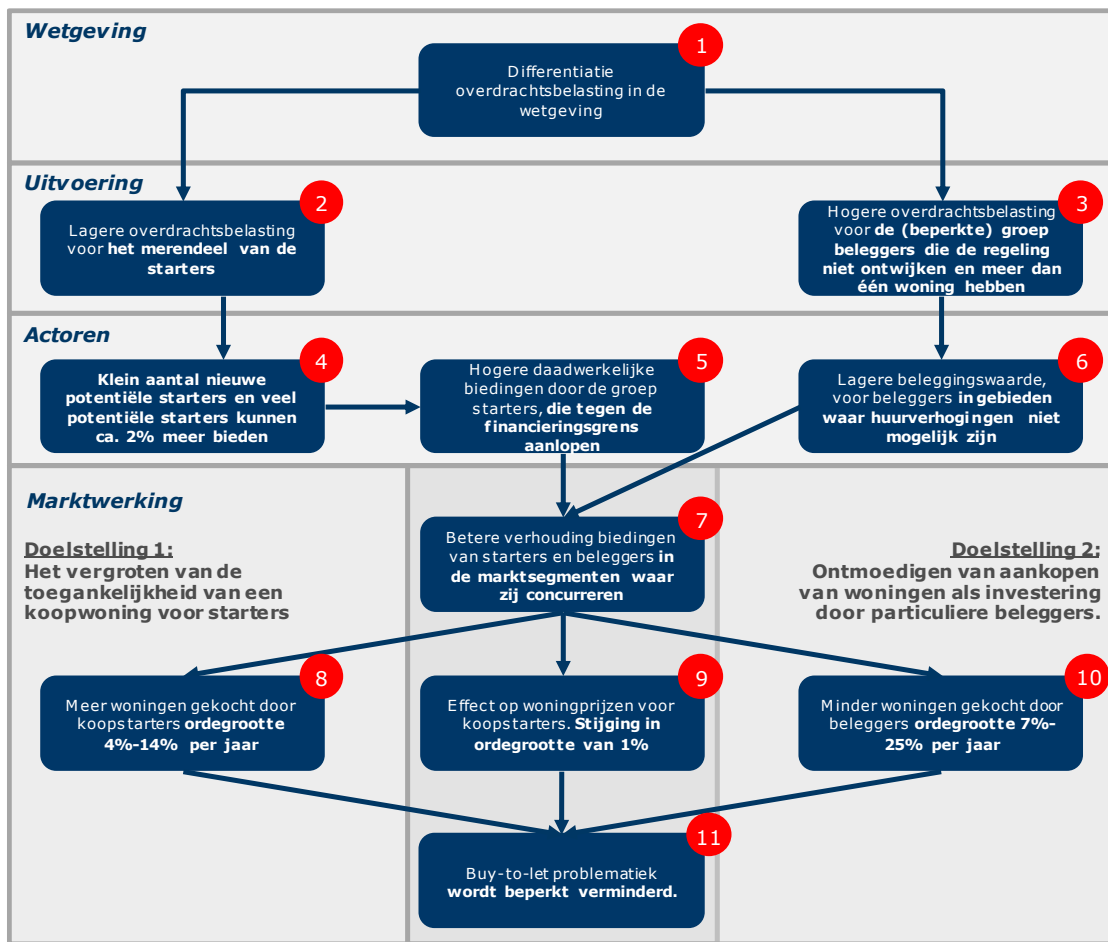 Wetgeving
1
Differentiatie
overdrachtsbelasting in de
wetgeving
Uitvoering
2
Lagere overdrachtsbelasting
voor het merendeel van de
starters
3
Hogere overdrachtsbelasting
voor de (beperkte) groep
beleggers die de regeling
niet ontwijken en meer dan
één woning hebben
Actoren
4
Klein aantal nieuwe
potentiële starters en veel
potentiële starters kunnen
ca. 2% meer bieden
5
Hogere daadwerkelijke
biedingen door de groep
starters, die tegen de
financieringsgrens
aanlopen
6
Lagere beleggingswaarde,
voor beleggers in gebieden
waar huurverhogingen niet
mogelijk zijn
Marktwerking
Doelstelling 1:
Het vergroten van de
toegankelijkheid van een
koopwoning voor starters
7
Betere verhouding biedingen
van starters en beleggers in
de marktsegmenten waar
zij concurreren
Doelstelling 2:
Ontmoedigen van aankopen
van woningen als investering
door particuliere beleggers.
8
Meer woningen gekocht door
koopstarters ordegrootte
4%-14% per jaar
9
Effect op woningprijzen voor
koopstarters. Stijging in
ordegrootte van 1%
10
Minder woningen gekocht door
beleggers ordegrootte 7%-
25% per jaar
11
Buy-to-let problematiek
wordt beperkt verminderd.